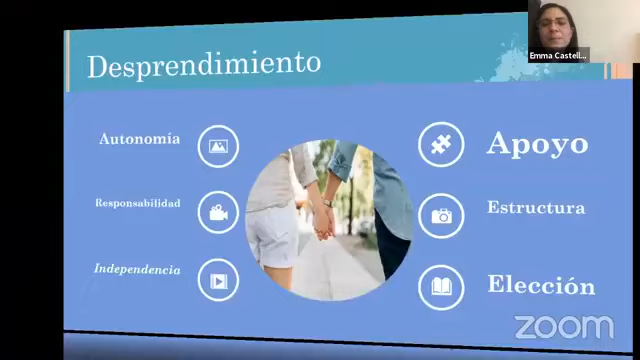 Desprendimiento
Emma Castell...
Autonomía
Responsabilidad
Independencia
Apoyo
Estructura
Elección
zoom